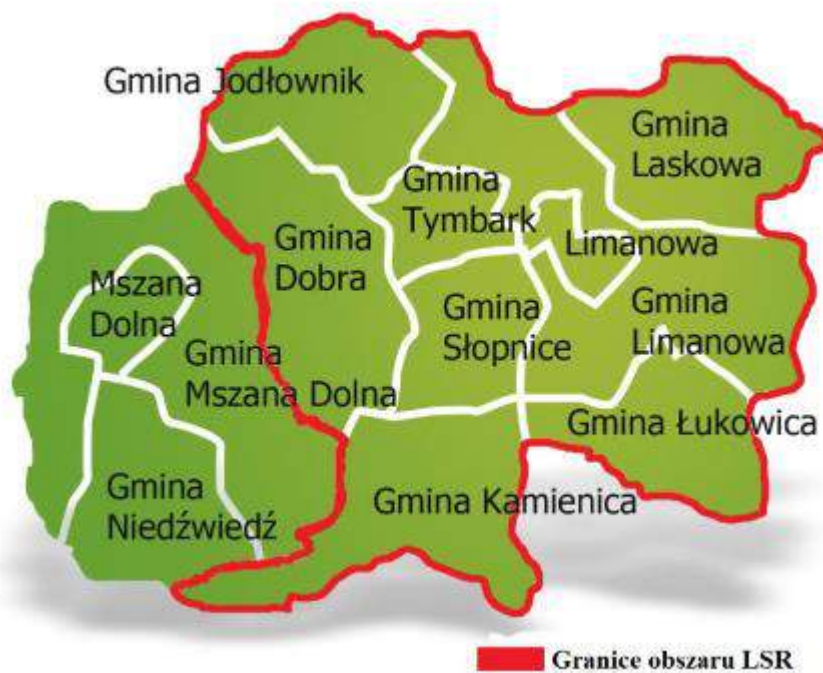 Gmina Jodłownik
Gmina
Laskowa
Gmina
Tymbark
Limanowa
Gmina
Dobra
Mszana
Dolna
Gmina
Słopnice
Gmina
Limanowa
Gmina
Mszana Dolna
Gmina Łukowica
Gmina
Niedźwiedź
Gmina Kamienica
Granice obszaru LSR